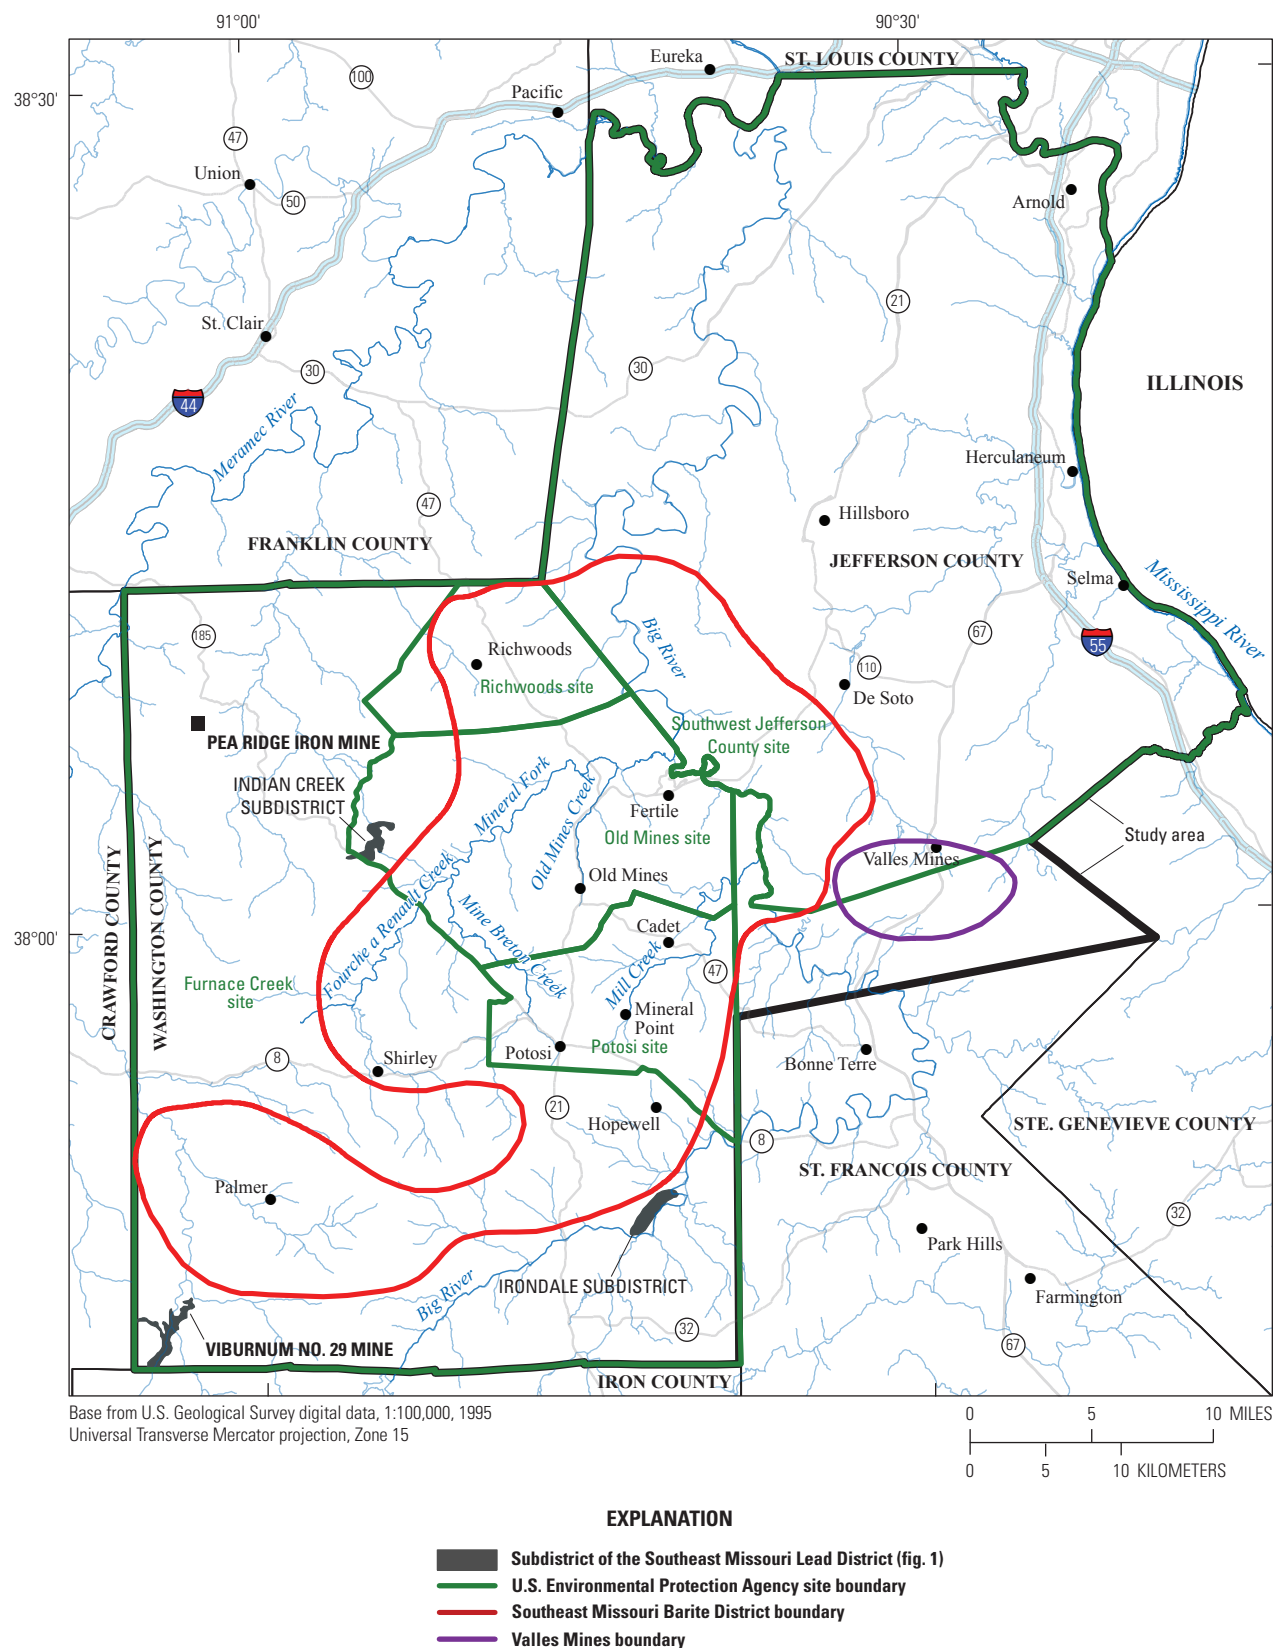 91°00'
90°30'
38°30'
38°00'
Eureka
ST. LOUIS COUNTY
100
Pacific
47
Union
50
Arnold
21
St. Clair
30
30
ILLINOIS
44
Meramec River
Herculaneum
47
Hillsboro
FRANKLIN COUNTY
JEFFERSON COUNTY
Selma
Mississippi River
185
67
55
Big River
Richwoods
110
Richwoods site
De Soto
Southwest Jefferson
County site
PEA RIDGE IRON MINE
INDIAN CREEK
SUBDISTRICT
Mineral Fork
Old Mines Creek
Fertile
Old Mines site
Study area
Valles Mines
CRAWFORD COUNTY
WASHINGTON COUNTY
Old Mines
Fourche a Renault Creek
Mine Breton Creek
Cadet
47
Furnace Creek
site
Mill Creek
Mineral
Point
Potosi
Potosi site
8
Shirley
Bonne Terre
21
Hopewell
8
STE. GENEVIEVE COUNTY
ST. FRANCOIS COUNTY
Palmer
32
Park Hills
IRONDALE SUBDISTRICT
Big River
Farmington
VIBURNUM NO. 29 MINE
32
67
IRON COUNTY
Base from U.S. Geological Survey digital data, 1:100,000, 1995
Universal Transverse Mercator projection, Zone 15
0 5 10 MILES
0 5 10 KILOMETERS
EXPLANATION
Subdistrict of the Southeast Missouri Lead District (fig. 1)
U.S. Environmental Protection Agency site boundary
Southeast Missouri Barite District boundary
Valles Mines boundary